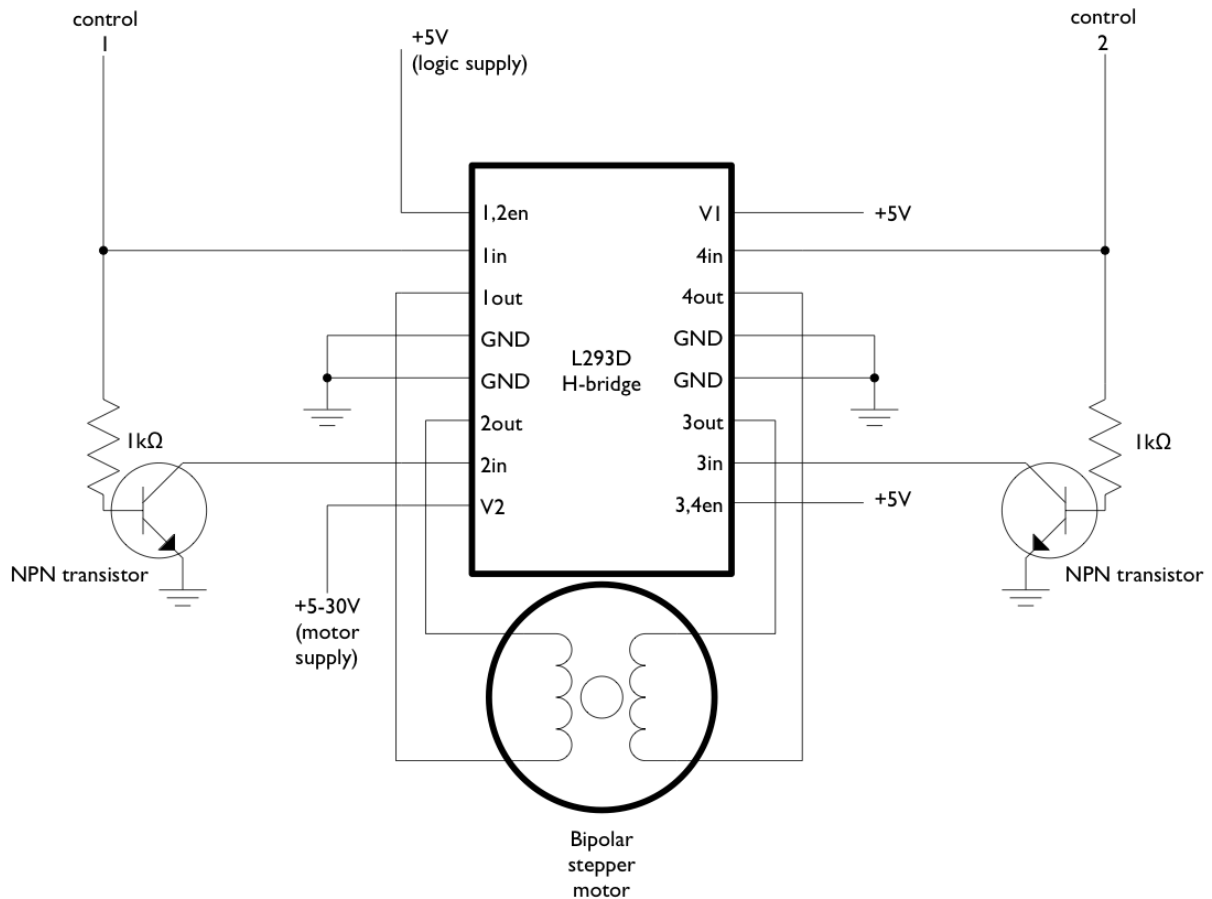 control
1
control
2
+5V
(logic supply)
1,2en
V1
+5V
1in
4in
1out
4out
GND
GND
L293D
H-bridge
GND
GND
2out
3out
1kΩ
1kΩ
2in
3in
V2
3,4en
+5V
NPN transistor
NPN transistor
+5-30V
(motor
supply)
Bipolar
stepper
motor